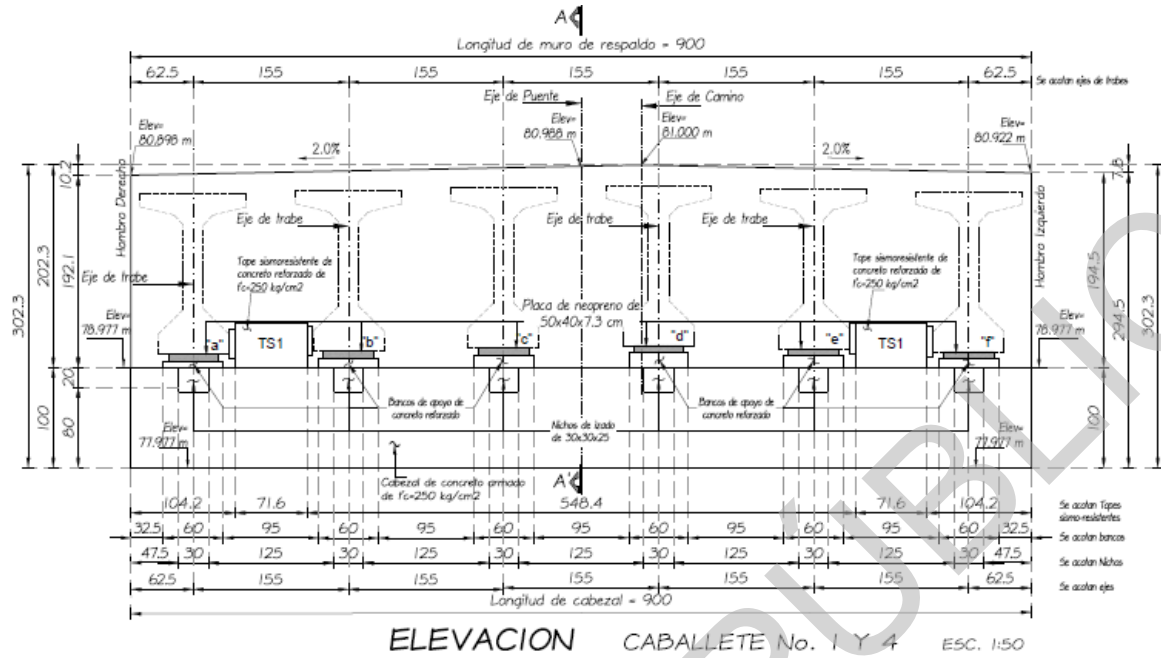 A
Longitud de muro de respaldo = 900
62.5 155 155 155 155 155 62.5
Se acotan ejes de trabes
Eje de Puente
Eje de Camino
Elev=
80.898 m
2.0%
Elev=
80.988 m
Elev=
81.000 m
2.0%
Elev=
80.922 m
10.2
7.8
Hombro Derecho
Hombro Izquierdo
Eje de trabe
Eje de trabe
Eje de trabe
Eje de trabe
Tope sismoresistente de
concreto reforzado de
f'c=250 kg/cm2
Tope sismoresistente de
concreto reforzado de
f'c=250 kg/cm2
302.3
202.3
192.1
194.5
294.5
302.3
Placa de neopreno de
50x40x7.3 cm
Elev=
78.977 m
Elev=
78.977 m
"a" TS1 "b" "c" "d" "e" TS1 "f"
20
100
80
100
Bancos de apoyo de
concreto reforzado
Bancos de apoyo de
concreto reforzado
Nichos de izado
de 30x30x25
Elev=
77.977 m
Elev=
77.977 m
Cabezal de concreto armado
de f'c=250 kg/cm2
A'
104.2 71.6 548.4 71.6 104.2
Se acotan Topes
sismo-resistentes
32.5 60 95 60 95 60 95 60 95 60 95 60 32.5
Se acotan bancos
47.5 30 125 30 125 30 125 30 125 30 125 30 47.5
Se acotan Nichos
62.5 155 155 155 155 155 62.5
Se acotan ejes
Longitud de cabezal = 900
ELEVACION CABALLETE No. 1 Y 4 ESC. 1:50
PÚBLIC